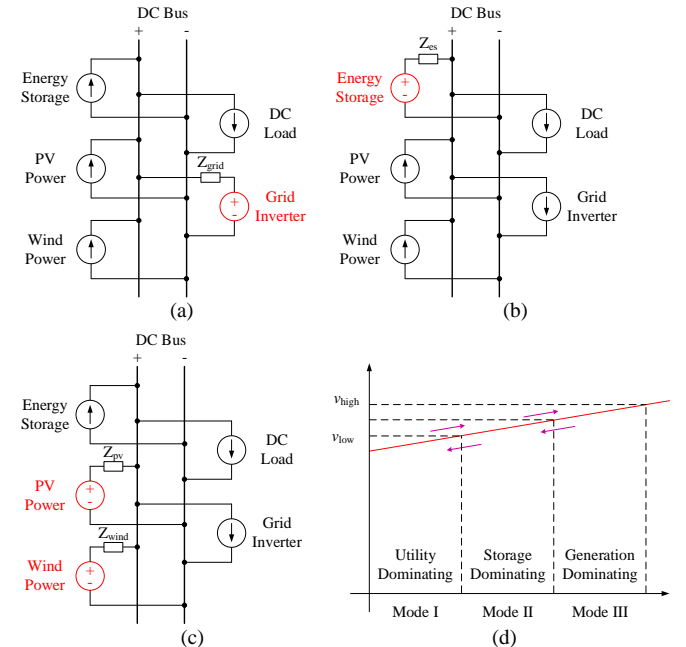 DC Bus
+ -
Energy
Storage
DC
Load
PV
Power
Z_grid
+
-
Grid
Inverter
Wind
Power
(a)
DC Bus
+ -
Z_es
Energy
Storage
+
-
DC
Load
PV
Power
Grid
Inverter
Wind
Power
(b)
DC Bus
+ -
Energy
Storage
DC
Load
Z_pv
PV
Power
+
-
Grid
Inverter
Z_wind
Wind
Power
+
-
(c)
v_high
v_low
Utility
Dominating
Storage
Dominating
Generation
Dominating
Mode I
Mode II
Mode III
(d)